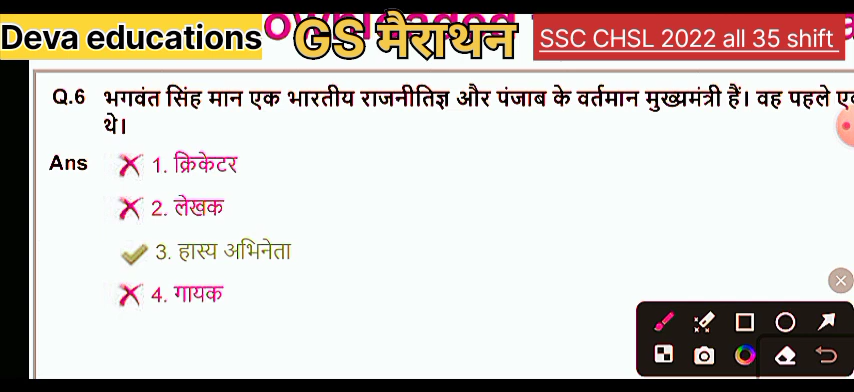 Deva educations
GS मैराथन
SSC CHSL 2022 all 35 shift
Q.6 भगवंत सिंह मान एक भारतीय राजनीतिज्ञ और पंजाब के वर्तमान मुख्यमंत्री हैं। वह पहले
थे।
Ans
1. क्रिकेटर
2. लेखक
3. हास्य अभिनेता
4. गायक